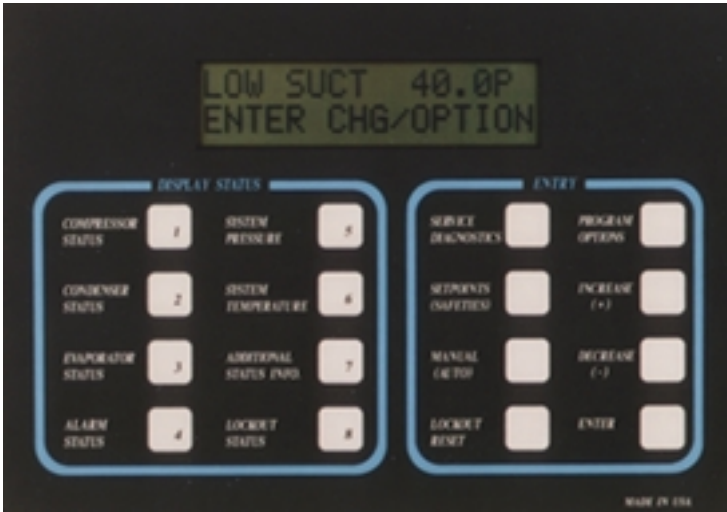 LOW SUCT 40.0P
ENTER CHG/OPTION
DISPLAY STATUS
COMPRESSOR
STATUS
1
SYSTEM
PRESSURE
5
CONDENSER
STATUS
2
SYSTEM
TEMPERATURE
6
EVAPORATOR
STATUS
3
ADDITIONAL
STATUS INFO.
7
ALARM
STATUS
4
LOCKOUT
STATUS
8
ENTRY
SERVICE
DIAGNOSTICS
PROGRAM
OPTIONS
SETPOINTS
(SAFETIES)
INCREASE
(+)
MANUAL
(AUTO)
DECREASE
(-)
LOCKOUT
RESET
ENTER
MADE IN USA